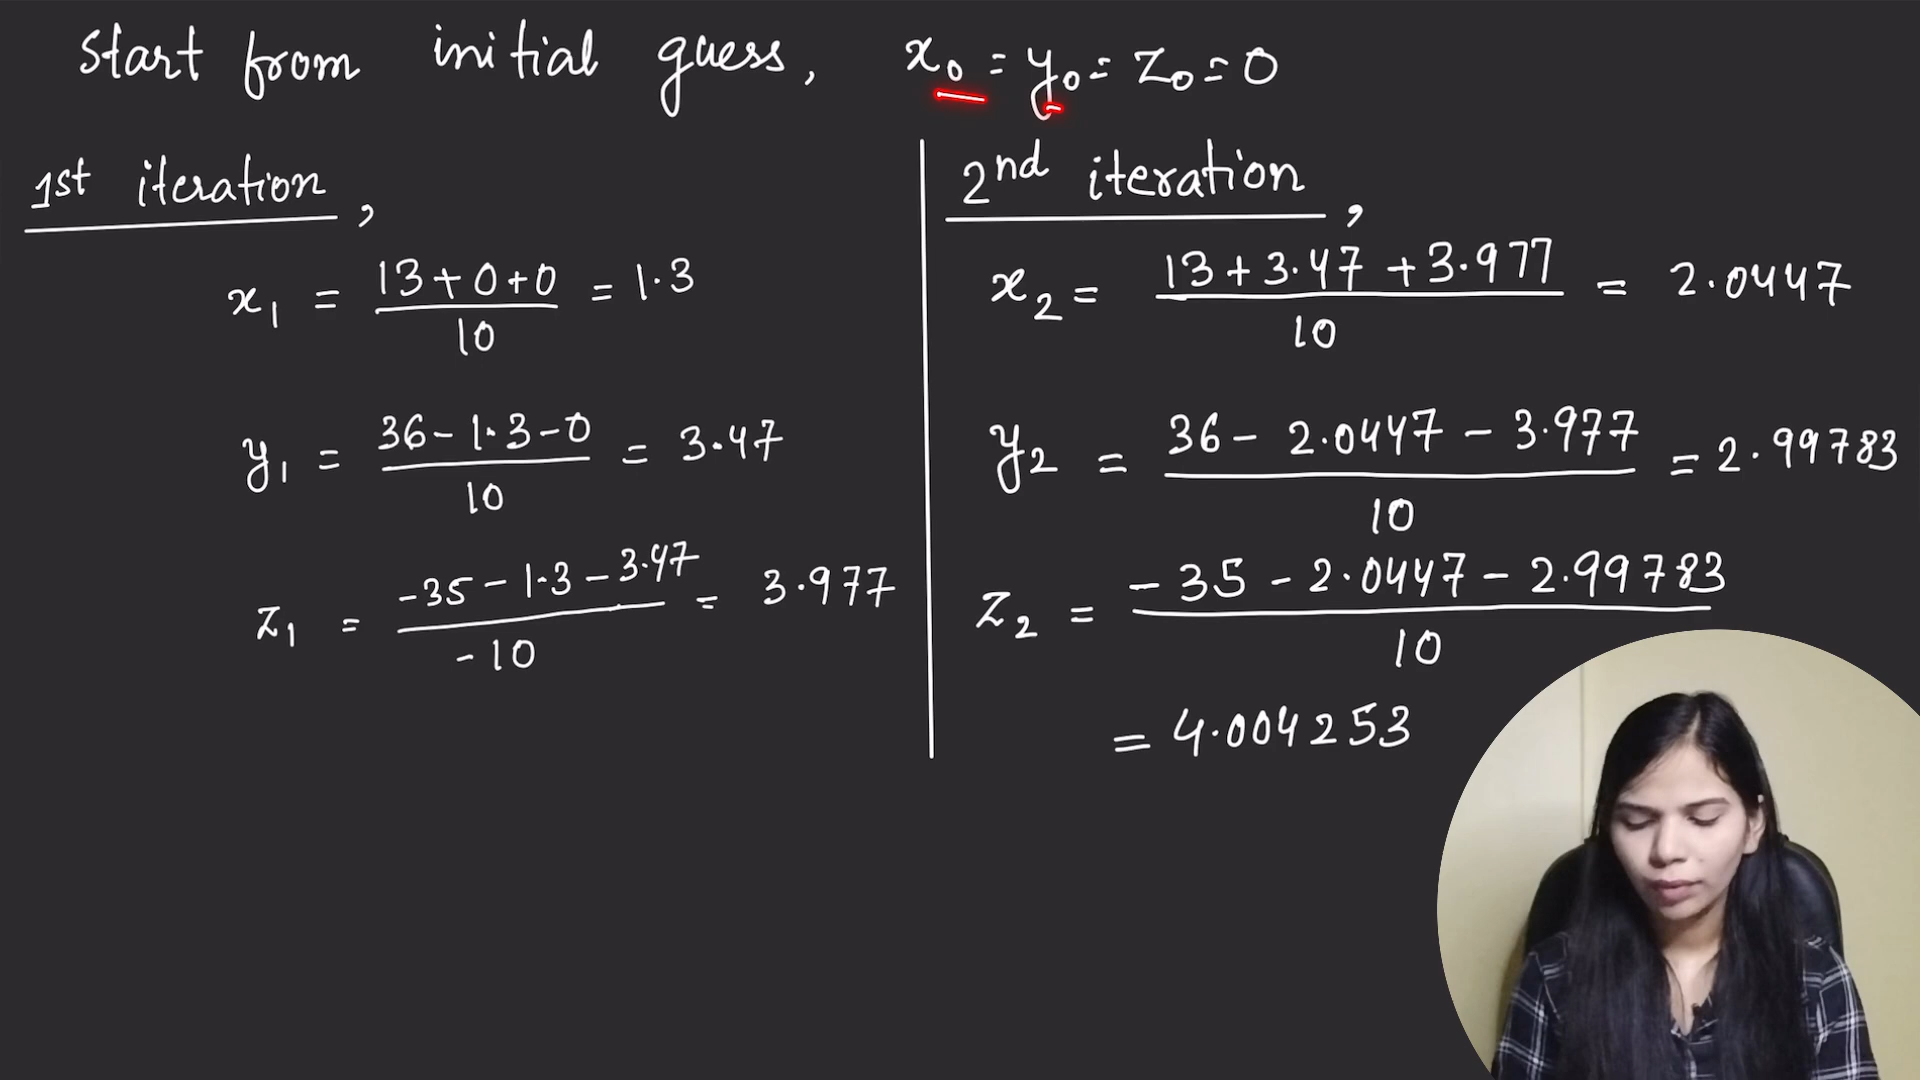 start from initial guess, x₀ = y₀ = z₀ = 0
1st iteration,
x₁ = (13 + 0 + 0)/10 = 1.3
y₁ = (36 - 1.3 - 0)/10 = 3.47
z₁ = (-35 - 1.3 - 3.47)/-10 = 3.977
2nd iteration,
x₂ = (13 + 3.47 + 3.977)/10 = 2.0447
y₂ = (36 - 2.0447 - 3.977)/10 = 2.99783
z₂ = (-35 - 2.0447 - 2.99783)/10
= 4.004253